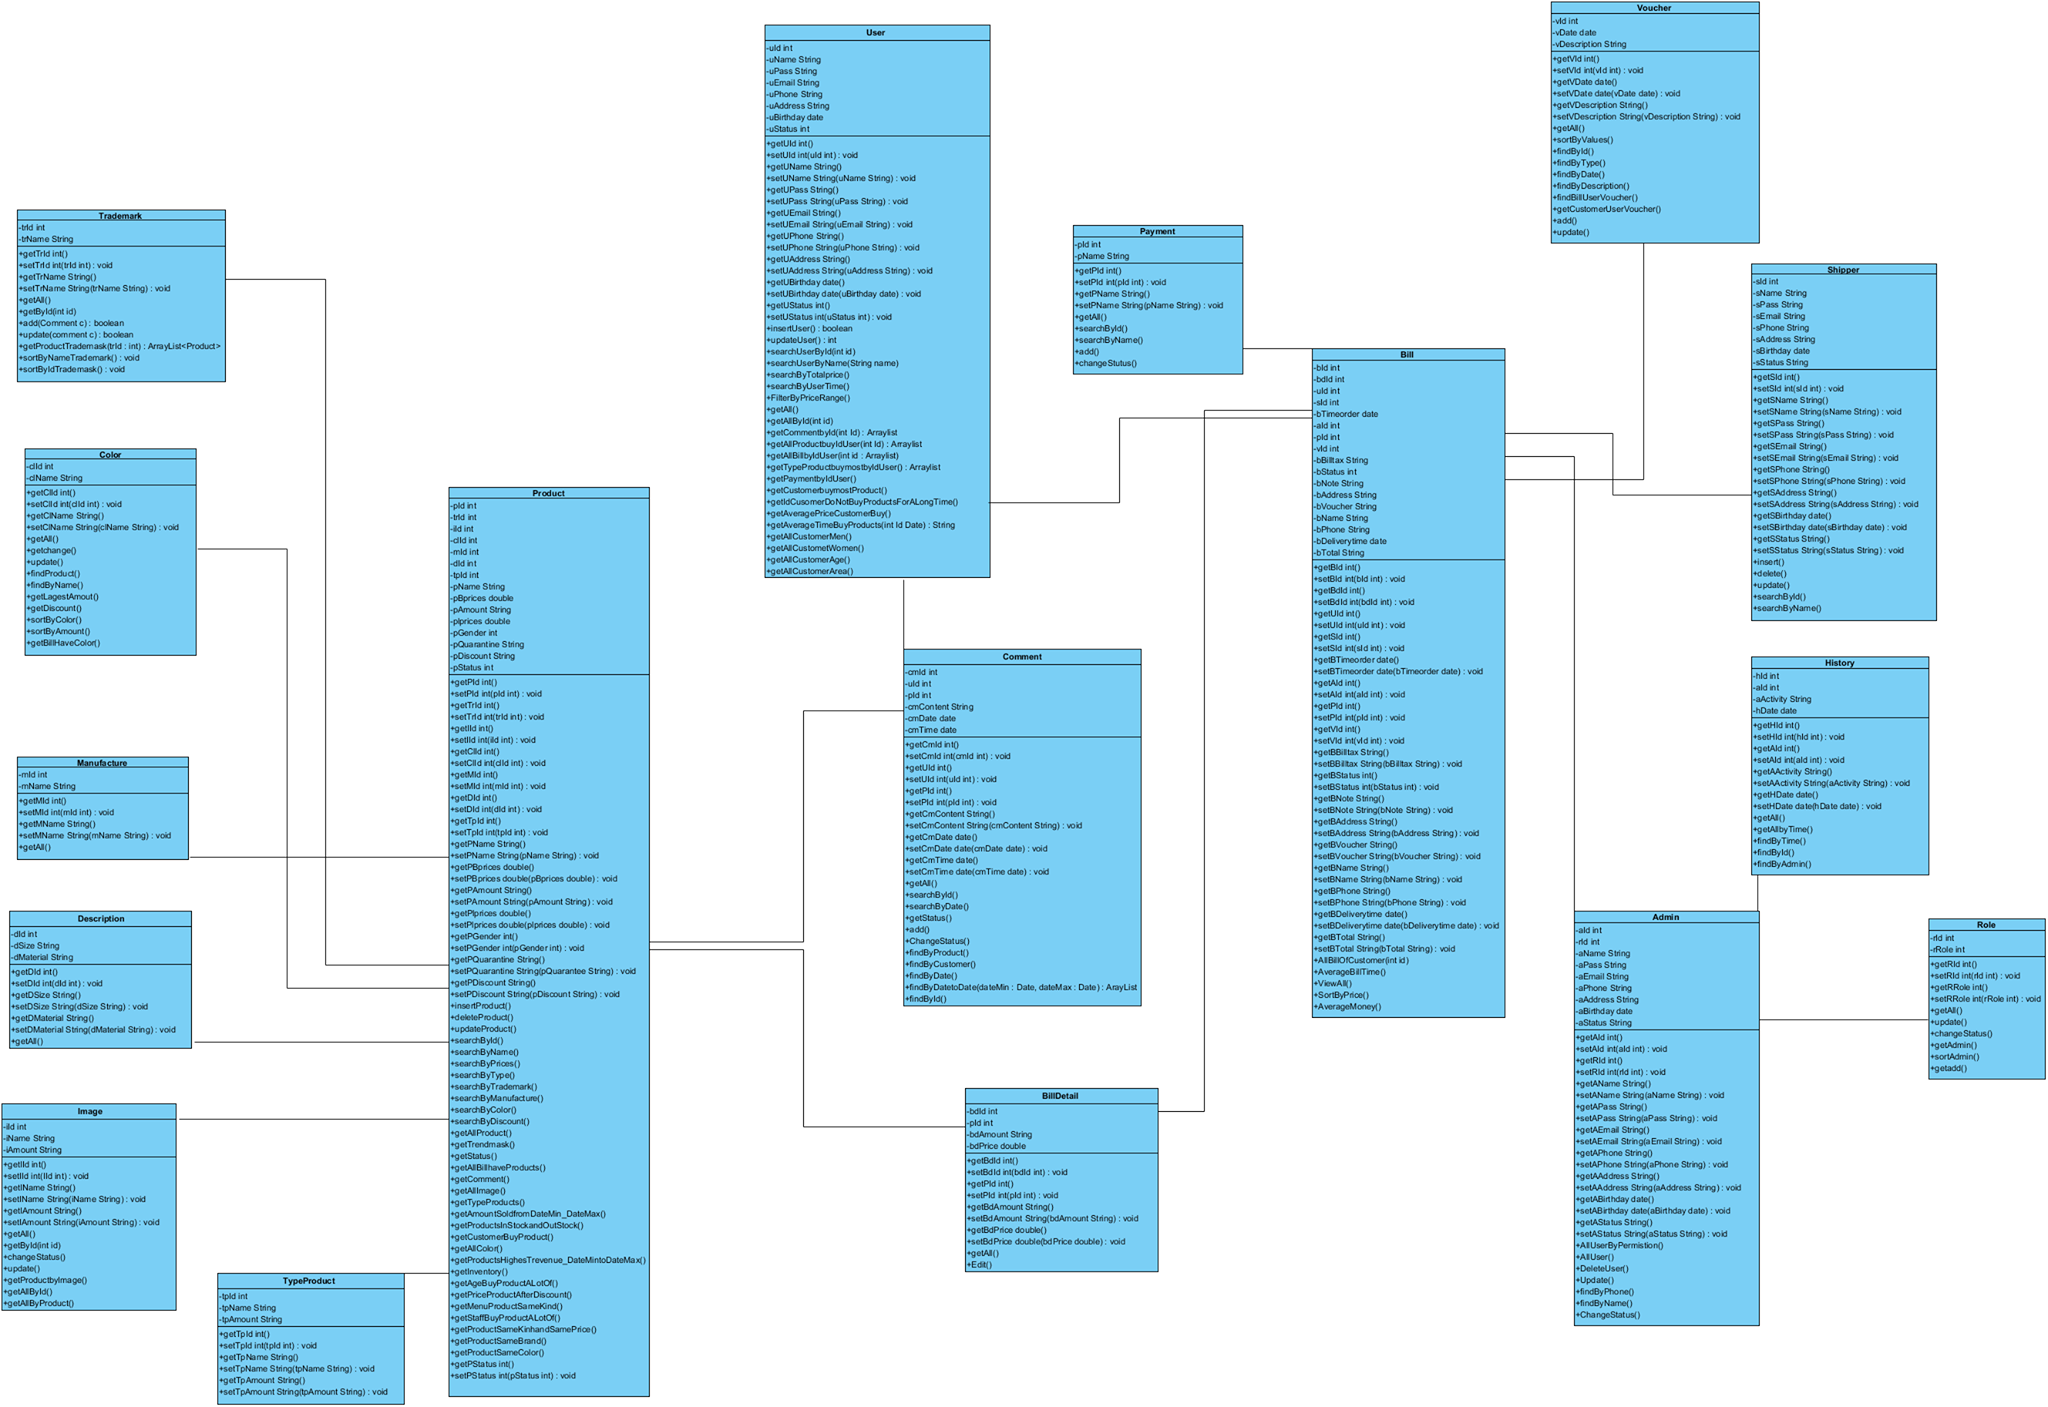 Trademark
-trId int
-trName String
+getTrId int()
+setTrId int(trId int) : void
+getTrName String()
+setTrName String(trName String) : void
+getAll()
+getById(int id)
+add(Comment c) : boolean
+update(comment c) : boolean
+getProductTrademask(trId : int) : ArrayList<Product>
+sortByNameTrademark() : void
+sortByIdTrademask() : void
Color
-clId int
-clName String
+getClId int()
+setClId int(clId int) : void
+getClName String()
+setClName String(clName String) : void
+getAll()
+getchange()
+update()
+findProduct()
+findByName()
+getLagestAmout()
+getDiscount()
+sortByColor()
+sortByAmount()
+getBillHaveColor()
Manufacture
-mId int
-mName String
+getMId int()
+setMId int(mId int) : void
+getMName String()
+setMName String(mName String) : void
+getAll()
Description
-dId int
-dSize String
-dMaterial String
+getDId int()
+setDId int(dId int) : void
+getDSize String()
+setDSize String(dSize String) : void
+getDMaterial String()
+setDMaterial String(dMaterial String) : void
+getAll()
Image
-iId int
-iName String
-iAmount String
+getIId int()
+setIId int(IId int) : void
+getIName String()
+setIName String(iName String) : void
+getIAmount String()
+setIAmount String(iAmount String) : void
+getAll()
+getById(int id)
+changeStatus()
+update()
+getProductbyImage()
+getAllById()
+getAllByProduct()
TypeProduct
-tpId int
-tpName String
-tpAmount String
+getTpId int()
+setTpId int(tpId int) : void
+getTpName String()
+setTpName String(tpName String) : void
+getTpAmount String()
+setTpAmount String(tpAmount String) : void
Product
-pId int
-trId int
-iId int
-clId int
-mId int
-dId int
-tpId int
-pName String
-pBprices double
-pAmount String
-pIprices double
-pGender int
-pQuarantine String
-pDiscount String
-pStatus int
+getPId int()
+setPId int(pId int) : void
+getTrId int()
+setTrId int(trId int) : void
+getIId int()
+setIId int(iId int) : void
+getClId int()
+setClId int(clId int) : void
+getMId int()
+setMId int(mId int) : void
+getDId int()
+setDId int(dId int) : void
+getTpId int()
+setTpId int(tpId int) : void
+getPName String()
+setPName String(pName String) : void
+getPBprices double()
+setPBprices double(pBprices double) : void
+getPAmount String()
+setPAmount String(pAmount String) : void
+getPIprices double()
+setPIprices double(pIprices double) : void
+getPGender int()
+setPGender int(pGender int) : void
+getPQuarantine String()
+setPQuarantine String(pQuarantee String) : void
+getPDiscount String()
+setPDiscount String(pDiscount String) : void
+insertProduct()
+deleteProduct()
+updateProduct()
+searchById()
+searchByName()
+searchByPrices()
+searchByType()
+searchByTrademark()
+searchByManufacture()
+searchByColor()
+searchByDiscount()
+getAllProduct()
+getTrendmask()
+getStatus()
+getAllBillhaveProducts()
+getComment()
+getAllImage()
+getTypeProducts()
+getAmountSoldfromDateMin_DateMax()
+getProductsInStockandOutStock()
+getCustomerBuyProduct()
+getAllColor()
+getProductsHighesTrevenue_DateMintoDateMax()
+getInventory()
+getAgeBuyProductALotOf()
+getPriceProductAfterDiscount()
+getMenuProductSameKind()
+getStaffBuyProductALotOf()
+getProductSameKinhandSamePrice()
+getProductSameBrand()
+getProductSameColor()
+getPStatus int()
+setPStatus int(pStatus int) : void
User
-uId int
-uName String
-uPass String
-uEmail String
-uPhone String
-uAddress String
-uBirthday date
-uStatus int
+getUId int()
+setUId int(uId int) : void
+getUName String()
+setUName String(uName String) : void
+getUPass String()
+setUPass String(uPass String) : void
+getUEmail String()
+setUEmail String(uEmail String) : void
+getUPhone String()
+setUPhone String(uPhone String) : void
+getUAddress String()
+setUAddress String(uAddress String) : void
+getUBirthday date()
+setUBirthday date(uBirthday date) : void
+getUStatus int()
+setUStatus int(uStatus int) : void
+insertUser() : boolean
+updateUser() : int
+searchUserById(int id)
+searchUserByName(String name)
+searchByTotalprice()
+searchByUserTime()
+FilterByPriceRange()
+getAll()
+getAllById(int id)
+getCommentbyId(int Id) : Arraylist
+getAllProductbuyIdUser(int Id) : Arraylist
+getAllBillbyIdUser(int id : Arraylist)
+getTypeProductbuymostbyIdUser() : Arraylist
+getPaymentbyIdUser()
+getCustomerbuymostProduct()
+getIdCusomerDoNotBuyProductsForALongTime()
+getAveragePriceCustomerBuy()
+getAverageTimeBuyProducts(int Id Date) : String
+getAllCustomerMen()
+getAllCustometWomen()
+getAllCustomerAge()
+getAllCustomerArea()
Comment
-cmId int
-uId int
-pId int
-cmContent String
-cmDate date
-cmTime date
+getCmId int()
+setCmId int(cmId int) : void
+getUId int()
+setUId int(uId int) : void
+getPId int()
+setPId int(pId int) : void
+getCmContent String()
+setCmContent String(cmContent String) : void
+getCmDate date()
+setCmDate date(cmDate date) : void
+getCmTime date()
+setCmTime date(cmTime date) : void
+getAll()
+searchById()
+searchByDate()
+getStatus()
+add()
+ChangeStatus()
+findByProduct()
+findByCustomer()
+findByDate()
+findByDatetoDate(dateMin : Date, dateMax : Date) : ArayList
+findById()
BillDetail
-bdId int
-pId int
-bdAmount String
-bdPrice double
+getBdId int()
+setBdId int(bdId int) : void
+getPId int()
+setPId int(pId int) : void
+getBdAmount String()
+setBdAmount String(bdAmount String) : void
+getBdPrice double()
+setBdPrice double(bdPrice double) : void
+getAll()
+Edit()
Payment
-pId int
-pName String
+getPId int()
+setPId int(pId int) : void
+getPName String()
+setPName String(pName String) : void
+getAll()
+searchById()
+searchByName()
+add()
+changeStutus()
Bill
-bId int
-bdId int
-uId int
-sId int
-bTimeorder date
-aId int
-pId int
-vId int
-bBilltax String
-bStatus int
-bNote String
-bAddress String
-bVoucher String
-bName String
-bPhone String
-bDeliverytime date
-bTotal String
+getBId int()
+setBId int(bId int) : void
+getBdId int()
+setBdId int(bdId int) : void
+getUId int()
+setUId int(uId int) : void
+getSId int()
+setSId int(sId int) : void
+getBTimeorder date()
+setBTimeorder date(bTimeorder date) : void
+getAId int()
+setAId int(aId int) : void
+getPId int()
+setPId int(pId int) : void
+getVId int()
+setVId int(vId int) : void
+getBBilltax String()
+setBBilltax String(bBilltax String) : void
+getBStatus int()
+setBStatus int(bStatus int) : void
+getBNote String()
+setBNote String(bNote String) : void
+getBAddress String()
+setBAddress String(bAddress String) : void
+getBVoucher String()
+setBVoucher String(bVoucher String) : void
+getBName String()
+setBName String(bName String) : void
+getBPhone String()
+setBPhone String(bPhone String) : void
+getBDeliverytime date()
+setBDeliverytime date(bDeliverytime date) : void
+getBTotal String()
+setBTotal String(bTotal String) : void
+AllBillOfCustomer(int id)
+AverageBillTime()
+ViewAll()
+SortByPrice()
+AverageMoney()
Voucher
-vId int
-vDate date
-vDescription String
+getVId int()
+setVId int(vId int) : void
+getVDate date()
+setVDate date(vDate date) : void
+getVDescription String()
+setVDescription String(vDescription String) : void
+getAll()
+sortByValues()
+findById()
+findByType()
+findByDate()
+findByDescription()
+findBillUserVoucher()
+getCustomerUserVoucher()
+add()
+update()
Shipper
-sId int
-sName String
-sPass String
-sEmail String
-sPhone String
-sAddress String
-sBirthday date
-sStatus String
+getSId int()
+setSId int(sId int) : void
+getSName String()
+setSName String(sName String) : void
+getSPass String()
+setSPass String(sPass String) : void
+getSEmail String()
+setSEmail String(sEmail String) : void
+getSPhone String()
+setSPhone String(sPhone String) : void
+getSAddress String()
+setSAddress String(sAddress String) : void
+getSBirthday date()
+setSBirthday date(sBirthday date) : void
+getSStatus String()
+setSStatus String(sStatus String) : void
+insert()
+delete()
+update()
+searchById()
+searchByName()
History
-hId int
-aId int
-aActivity String
-hDate date
+getHId int()
+setHId int(hId int) : void
+getAId int()
+setAId int(aId int) : void
+getAActivity String()
+setAActivity String(aActivity String) : void
+getHDate date()
+setHDate date(hDate date) : void
+getAll()
+getAllbyTime()
+findByTime()
+findById()
+findByAdmin()
Admin
-aId int
-rId int
-aName String
-aPass String
-aEmail String
-aPhone String
-aAddress String
-aBirthday date
-aStatus String
+getAId int()
+setAId int(aId int) : void
+getRId int()
+setRId int(rId int) : void
+getAName String()
+setAName String(aName String) : void
+getAPass String()
+setAPass String(aPass String) : void
+getAEmail String()
+setAEmail String(aEmail String) : void
+getAPhone String()
+setAPhone String(aPhone String) : void
+getAAddress String()
+setAAddress String(aAddress String) : void
+getABirthday date()
+setABirthday date(aBirthday date) : void
+getAStatus String()
+setAStatus String(aStatus String) : void
+AllUserByPermistion()
+AllUser()
+DeleteUser()
+Update()
+findByPhone()
+findByName()
+ChangeStatus()
Role
-rId int
-rRole int
+getRId int()
+setRId int(rId int) : void
+getRRole int()
+setRRole int(rRole int) : void
+getAll()
+update()
+changeStatus()
+getAdmin()
+sortAdmin()
+getadd()